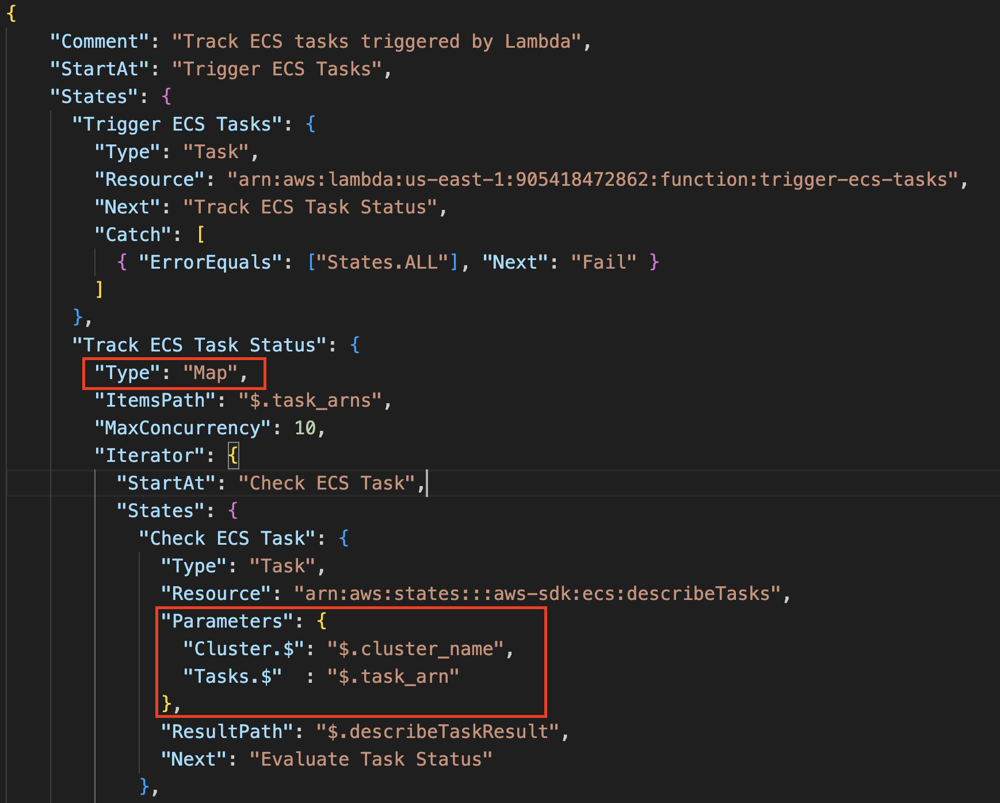 {
"Comment": "Track ECS tasks triggered by Lambda",
"StartAt": "Trigger ECS Tasks",
"States": {
"Trigger ECS Tasks": {
"Type": "Task",
"Resource": "arn:aws:lambda:us-east-1:905418472862:function:trigger-ecs-tasks",
"Next": "Track ECS Task Status",
"Catch": [
{ "ErrorEquals": ["States.ALL"], "Next": "Fail" }
]
},
"Track ECS Task Status": {
"Type": "Map",
"ItemsPath": "$.task_arns",
"MaxConcurrency": 10,
"Iterator": {
"StartAt": "Check ECS Task",
"States": {
"Check ECS Task": {
"Type": "Task",
"Resource": "arn:aws:states:::aws-sdk:ecs:describeTasks",
"Parameters": {
"Cluster.$": "$.cluster_name",
"Tasks.$"  : "$.task_arn"
},
"ResultPath": "$.describeTaskResult",
"Next": "Evaluate Task Status"
},